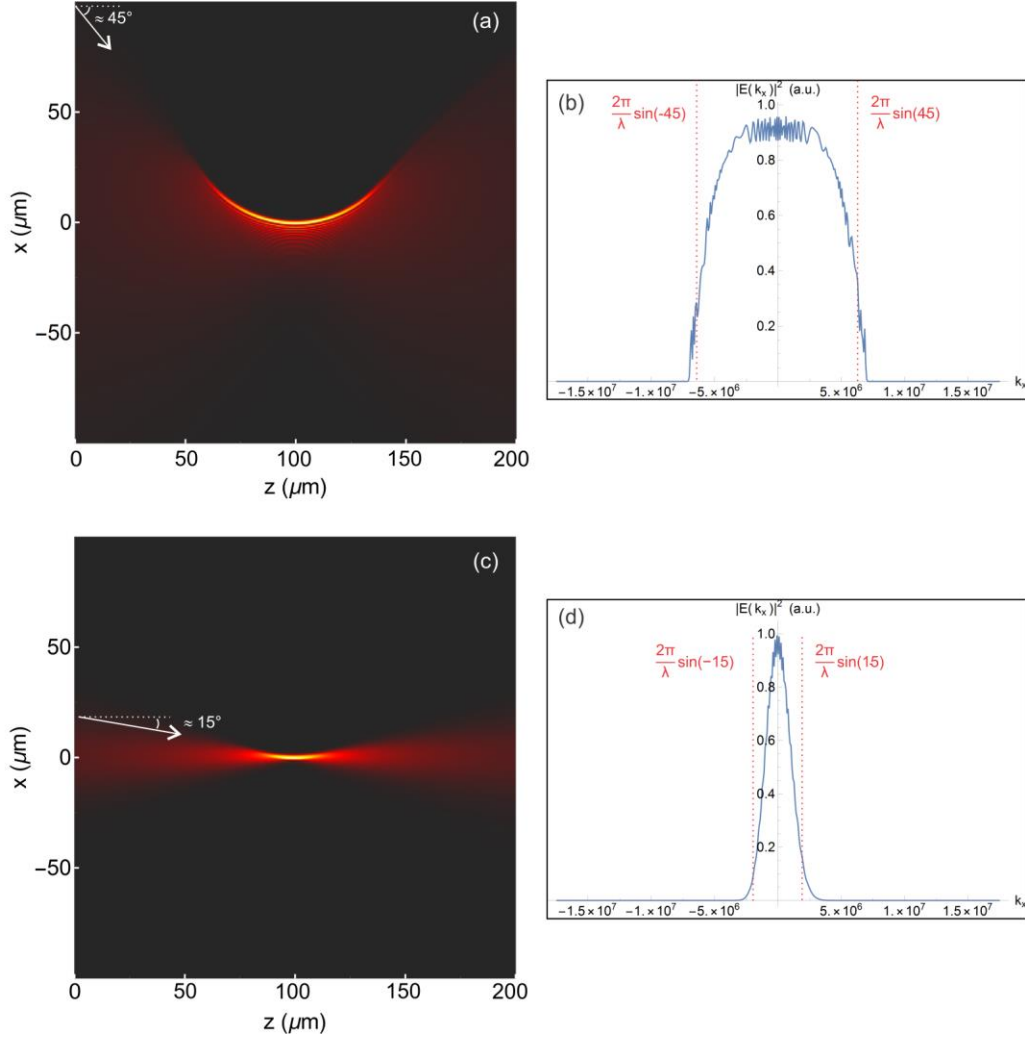 ≈ 45°
(a)
50
0
−50
x (μm)
0
50
100
150
200
z (μm)
(b)
|E( kₓ )|² (a.u.)
2π/λ sin(-45)
2π/λ sin(45)
1.0
0.8
0.6
0.4
0.2
−1.5×10⁷
−1.×10⁷
−5.×10⁶
5.×10⁶
1.×10⁷
1.5×10⁷
kₓ
(c)
50
≈ 15°
0
−50
x (μm)
0
50
100
150
200
z (μm)
(d)
|E( kₓ )|² (a.u.)
2π/λ sin(−15)
2π/λ sin(15)
1.0
0.8
0.6
0.4
0.2
−1.5×10⁷
−1.×10⁷
−5.×10⁶
5.×10⁶
1.×10⁷
1.5×10⁷
kₓ